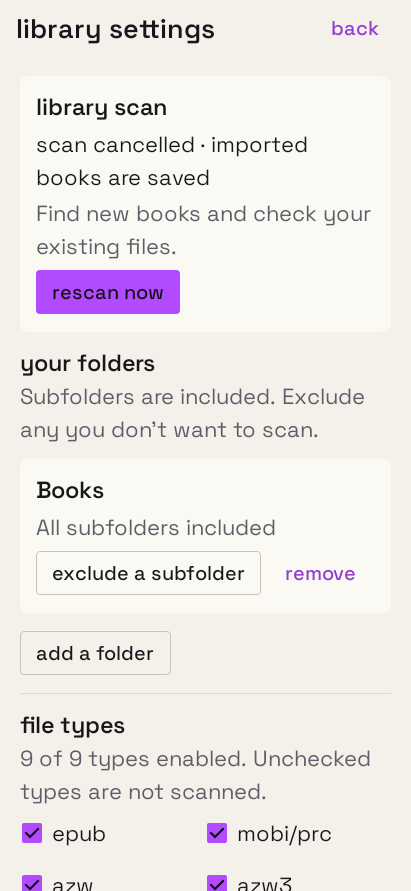 library settings
back
library scan
scan cancelled · imported
books are saved
Find new books and check your
existing files.
rescan now
your folders
Subfolders are included. Exclude
any you don’t want to scan.
Books
All subfolders included
exclude a subfolder
remove
add a folder
file types
9 of 9 types enabled. Unchecked
types are not scanned.
epub
mobi/prc
azw
azw3